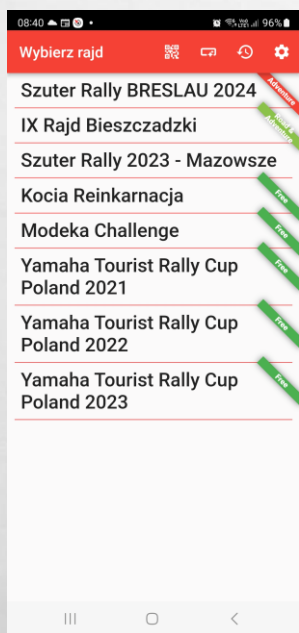 08:40
96%
Wybierz rajd
Szuter Rally BRESLAU 2024
Adventure
IX Rajd Bieszczadzki
Road &
Adventure
Szuter Rally 2023 - Mazowsze
Kocia Reinkarnacja
Free
Modeka Challenge
Free
Yamaha Tourist Rally Cup
Poland 2021
Free
Yamaha Tourist Rally Cup
Poland 2022
Free
Yamaha Tourist Rally Cup
Poland 2023
Free